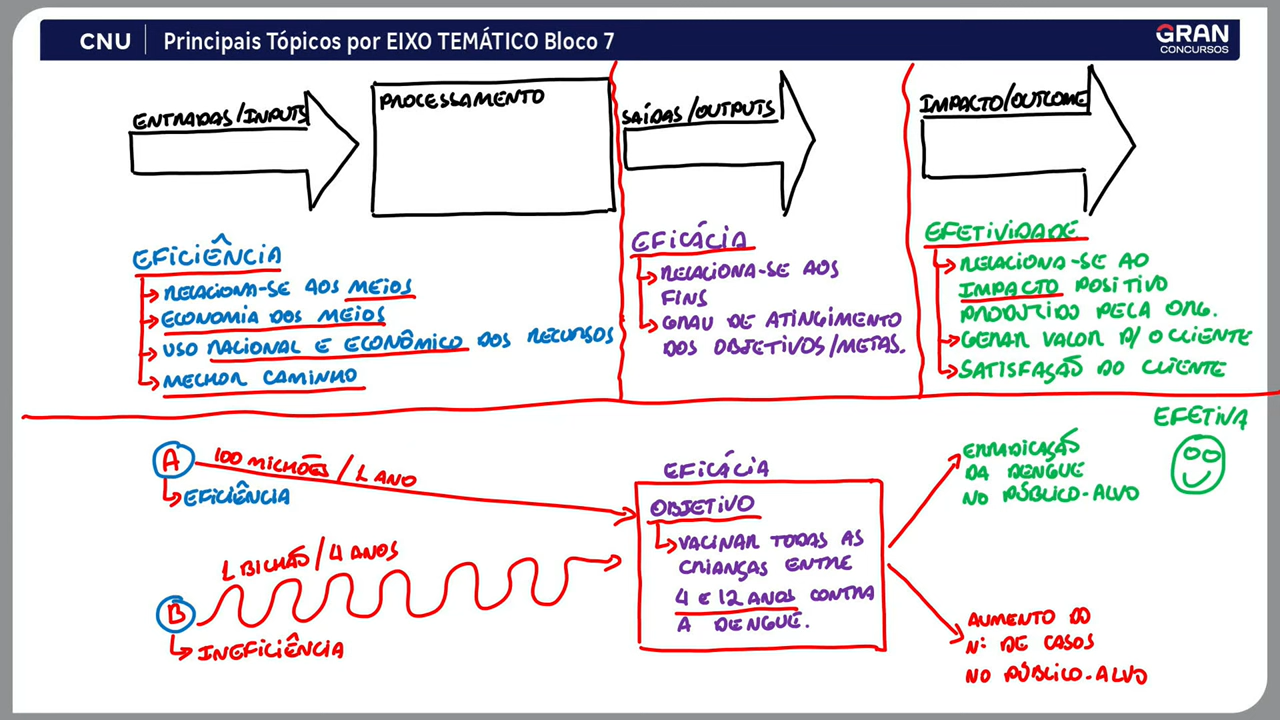 CNU | Principais Tópicos por EIXO TEMÁTICO Bloco 7
GRAN
CONCURSOS
ENTRADAS/INPUTS
PROCESSAMENTO
SAÍDAS/OUTPUTS
IMPACTO/OUTCOME
EFICIÊNCIA
RELACIONA-SE AOS MEIOS
ECONOMIA DOS MEIOS
USO RACIONAL E ECONÔMICO DOS RECURSOS
MELHOR CAMINHO
EFICÁCIA
RELACIONA-SE AOS
FINS
GRAU DE ATINGIMENTO
DOS OBJETIVOS/METAS.
EFETIVIDADE
RELACIONA-SE AO
IMPACTO POSITIVO
PRODUZIDO PELA ORG.
GERAR VALOR P/ O CLIENTE
SATISFAÇÃO DO CLIENTE
A
100 MILHÕES / 1 ANO
EFICIÊNCIA
1 BILHÃO / 4 ANOS
B
INEFICIÊNCIA
EFICÁCIA
OBJETIVO
VACINAR TODAS AS
CRIANÇAS ENTRE
4 E 12 ANOS CONTRA
A DENGUE.
EFETIVA
ERRADICAÇÃO
DA DENGUE
NO PÚBLICO-ALVO
AUMENTO DO
Nº DE CASOS
NO PÚBLICO-ALVO